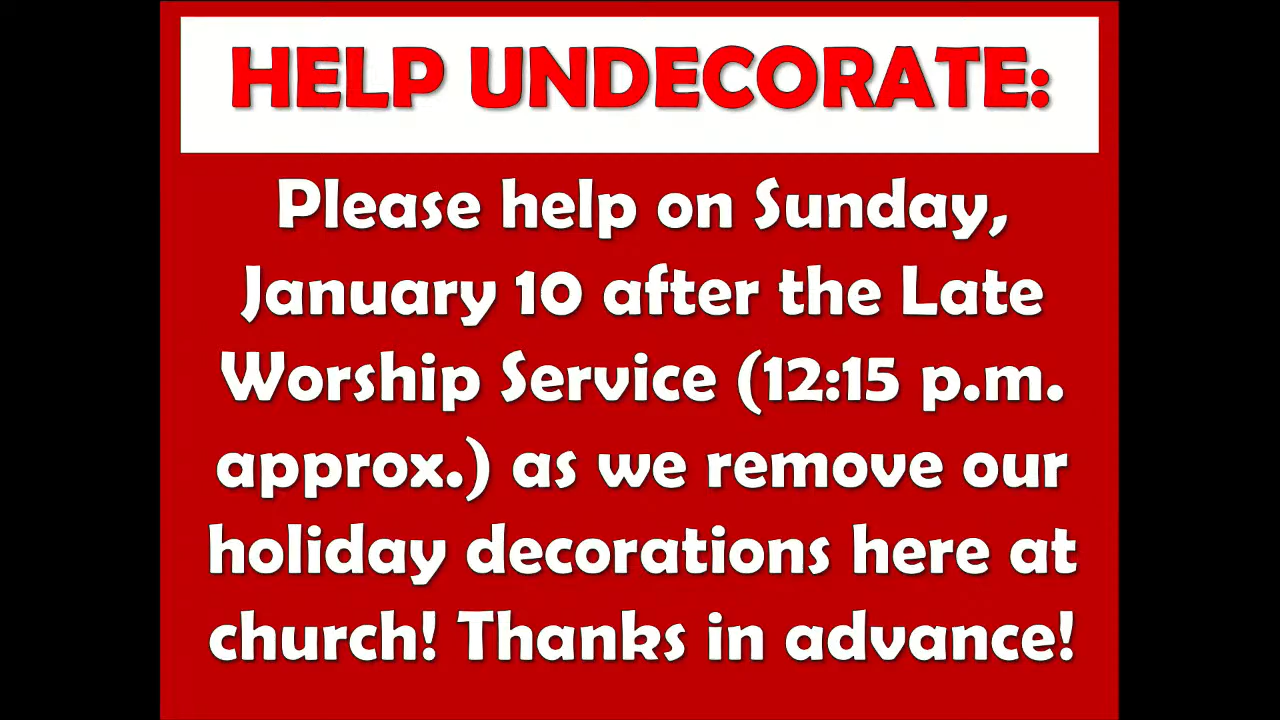 HELP UNDECORATE:
Please help on Sunday,
January 10 after the Late
Worship Service (12:15 p.m.
approx.) as we remove our
holiday decorations here at
church! Thanks in advance!